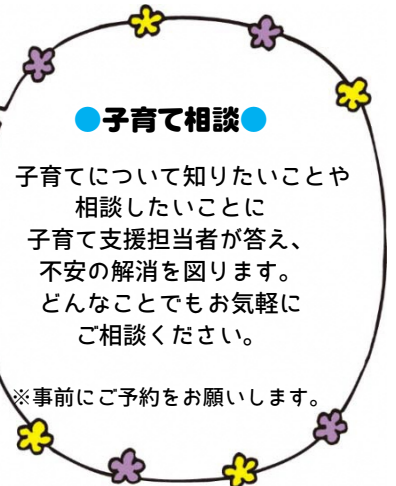 ●子育て相談●
子育てについて知りたいことや
相談したいことに
子育て支援担当者が答え、
不安の解消を図ります。
どんなことでもお気軽に
ご相談ください。
※事前にご予約をお願いします。